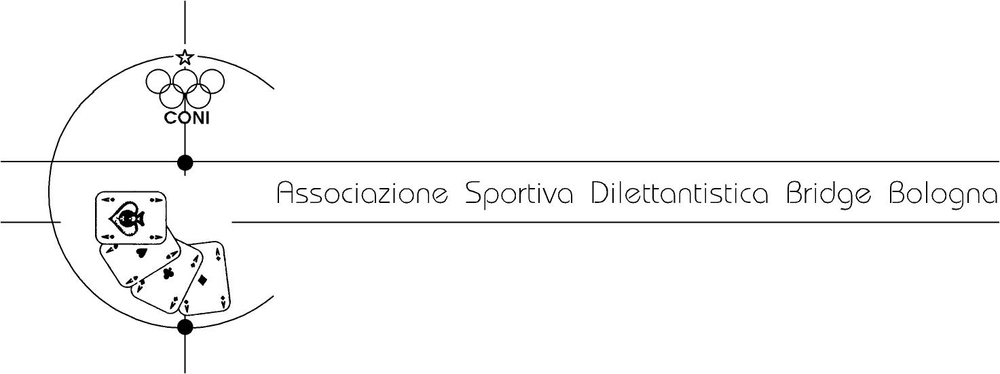 CONI
Associazione Sportiva Dilettantistica Bridge Bologna
A A
A A
A A
A A
A A
A
A A